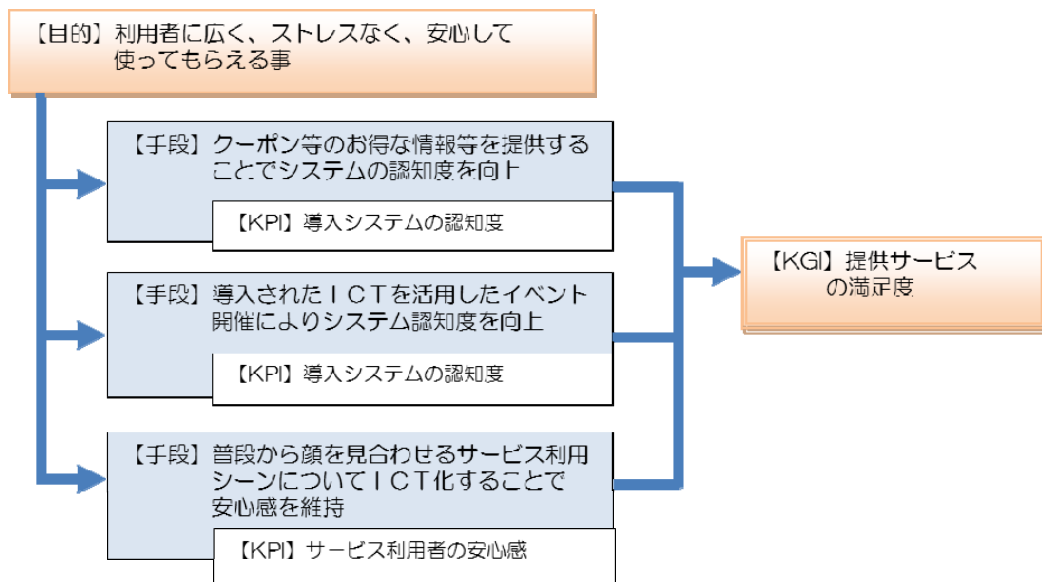 【目的】利用者に広く、ストレスなく、安心して
使ってもらえる事
【手段】クーポン等のお得な情報等を提供する
ことでシステムの認知度を向上
【KPI】導入システムの認知度
【手段】導入されたＩＣＴを活用したイベント
開催によりシステム認知度を向上
【KPI】導入システムの認知度
【手段】普段から顔を見合わせるサービス利用
シーンについてＩＣＴ化することで
安心感を維持
【KPI】サービス利用者の安心感
【KGI】提供サービス
の満足度